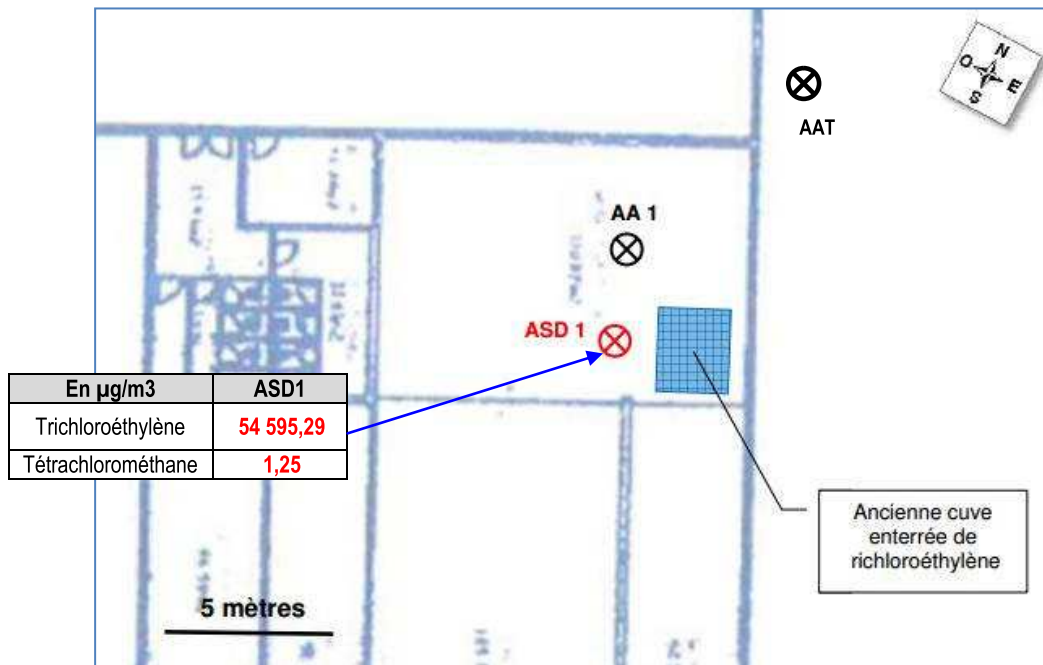 N
O
E
S
AAT
AA 1
ASD 1
En µg/m3 ASD1
Trichloroéthylène 54 595,29
Tétrachlorométhane 1,25
Ancienne cuve
enterrée de
richloroéthylène
5 mètres